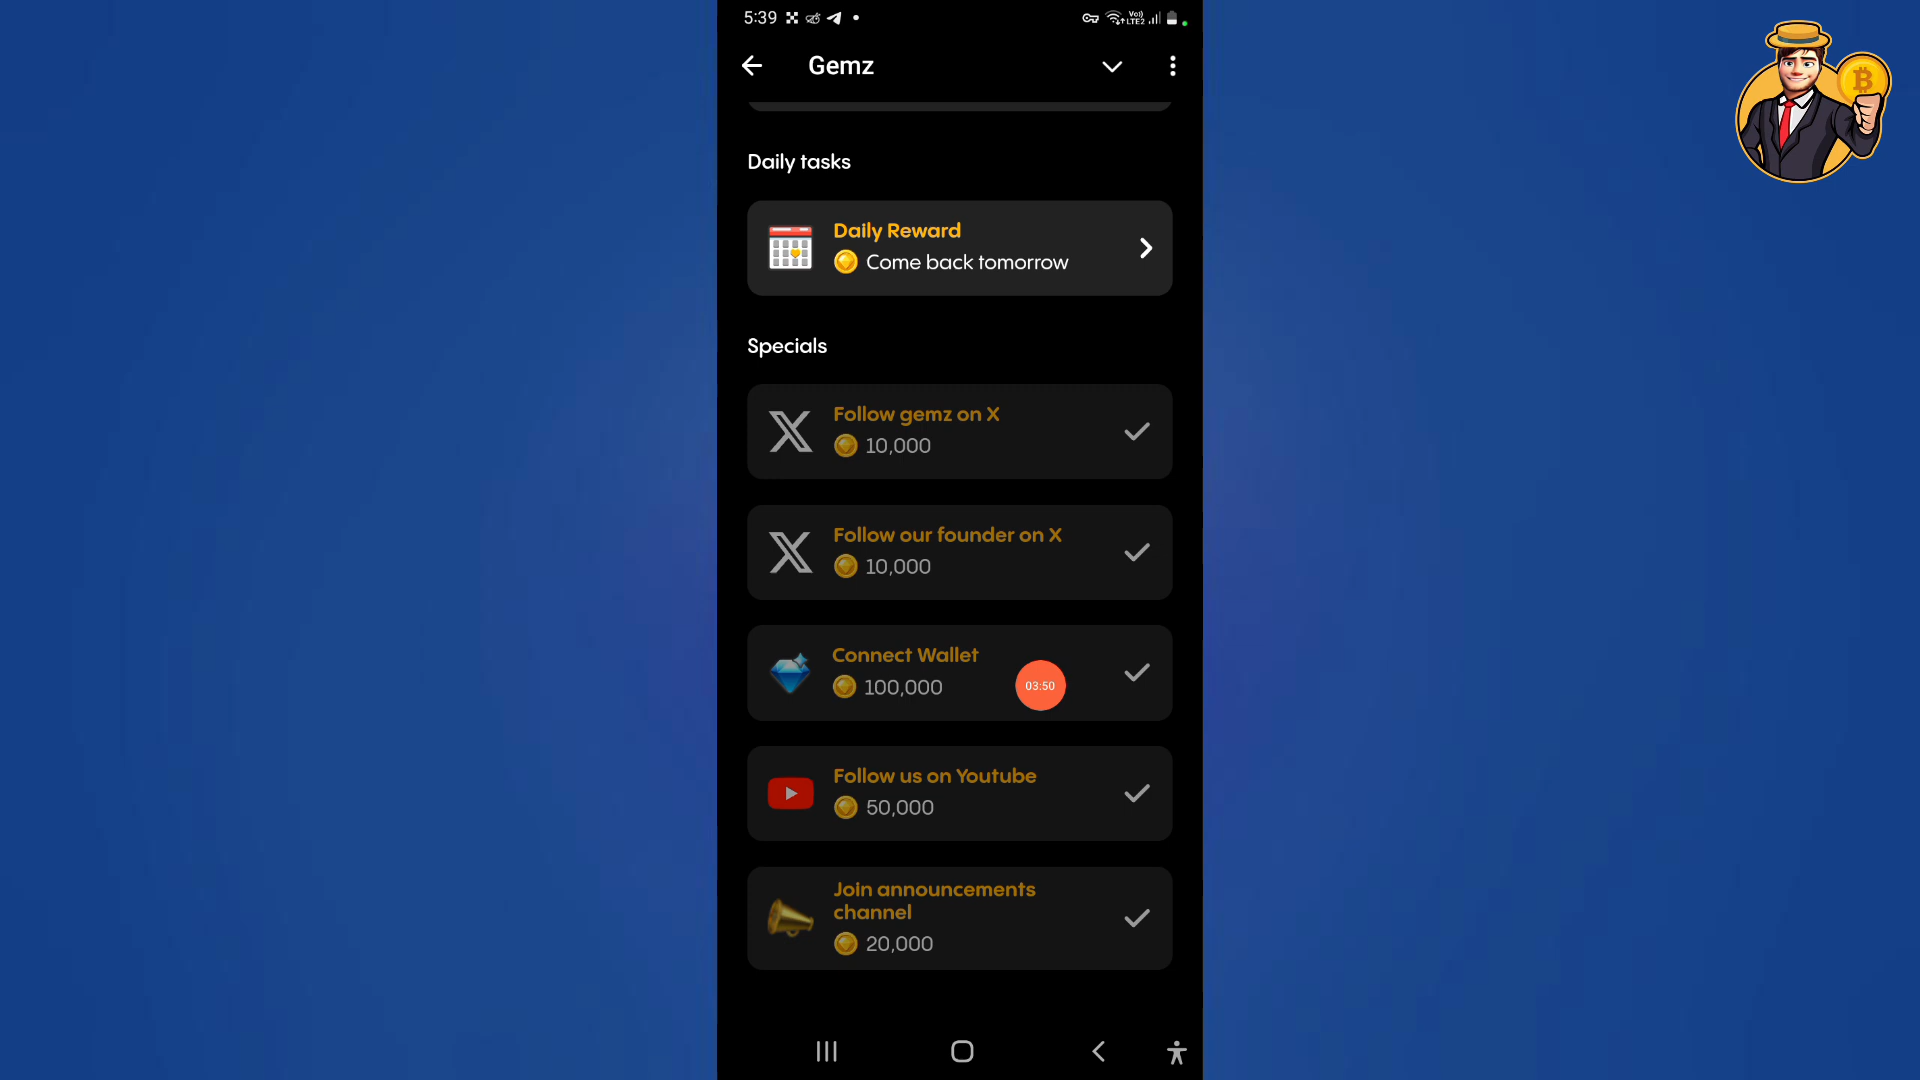 5:39
Vo))
LTE2
Gemz
Daily tasks
Daily Reward
Come back tomorrow
Specials
Follow gemz on X
10,000
Follow our founder on X
10,000
Connect Wallet
100,000
03:50
Follow us on Youtube
50,000
Join announcements
channel
20,000